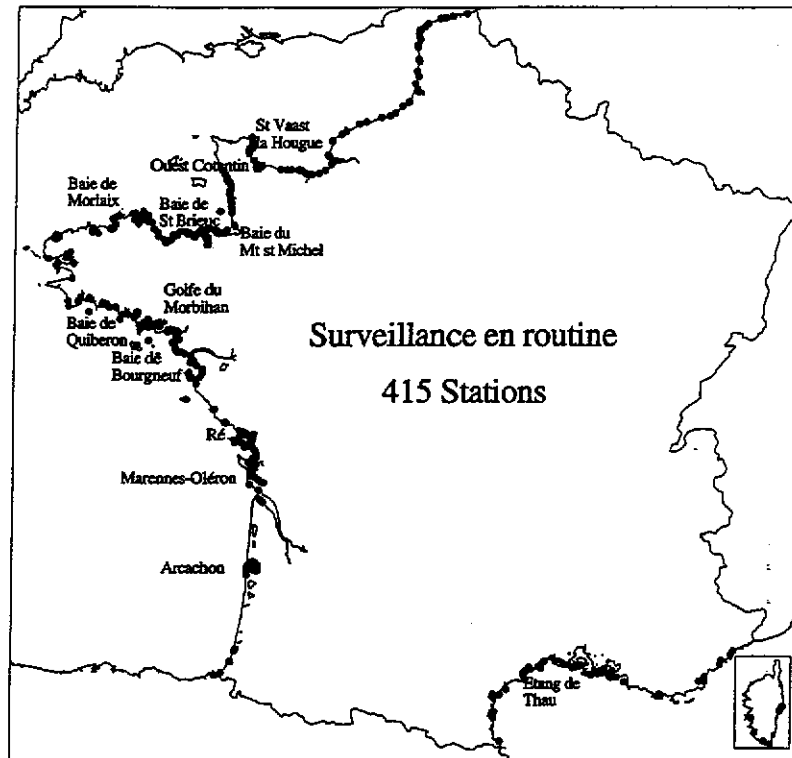 St Vaast
la Hougue
Ouest Cotentin
Baie de
Morlaix
Baie de
St Brieuc
Baie du
Mt st Michel
Golfe du
Morbihan
Baie de
Quiberon
Baie de
Bourgneuf
Surveillance en routine
415 Stations
Ré
Marennes-Oléron
Arcachon
Etang de
Thau